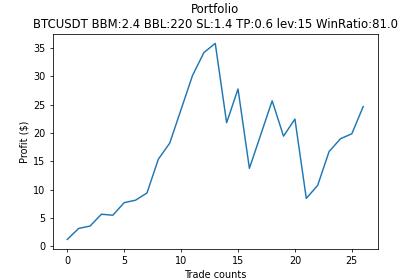 Portfolio
BTCUSDT BBM:2.4 BBL:220 SL:1.4 TP:0.6 lev:15 WinRatio:81.0
35
30
25
20
15
10
5
0
Profit ($)
0 5 10 15 20 25
Trade counts